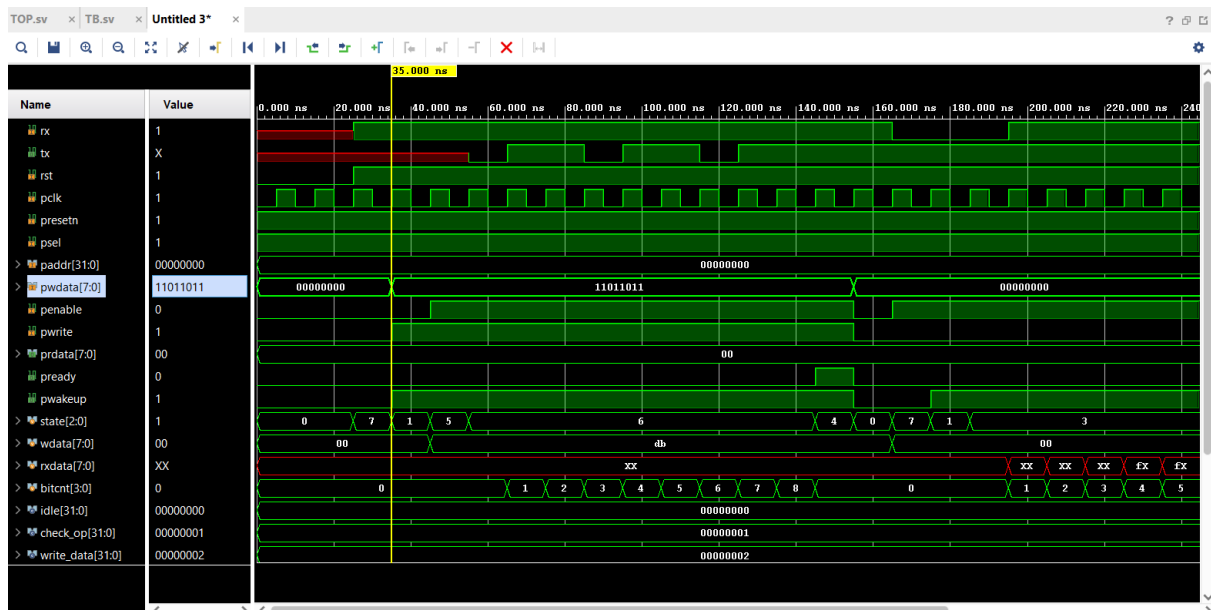 TOP.sv × TB.sv × Untitled 3* ×
?
35.000 ns
Name Value
0.000 ns 20.000 ns 40.000 ns 60.000 ns 80.000 ns 100.000 ns 120.000 ns 140.000 ns 160.000 ns 180.000 ns 200.000 ns 220.000 ns 240
rx 1
tx X
rst 1
pclk 1
presetn 1
psel 1
paddr[31:0] 00000000 00000000
pwdata[7:0] 11011011 00000000 11011011 00000000
penable 0
pwrite 1
prdata[7:0] 00 00
pready 0
pwakeup 1
state[2:0] 1 0 7 1 5 6 4 0 7 1 3
wdata[7:0] 00 00 db 00
rxdata[7:0] XX XX XX XX XX fX fX
bitcnt[3:0] 0 0 1 2 3 4 5 6 7 8 0 1 2 3 4 5
idle[31:0] 00000000 00000000
check_op[31:0] 00000001 00000001
write_data[31:0] 00000002 00000002